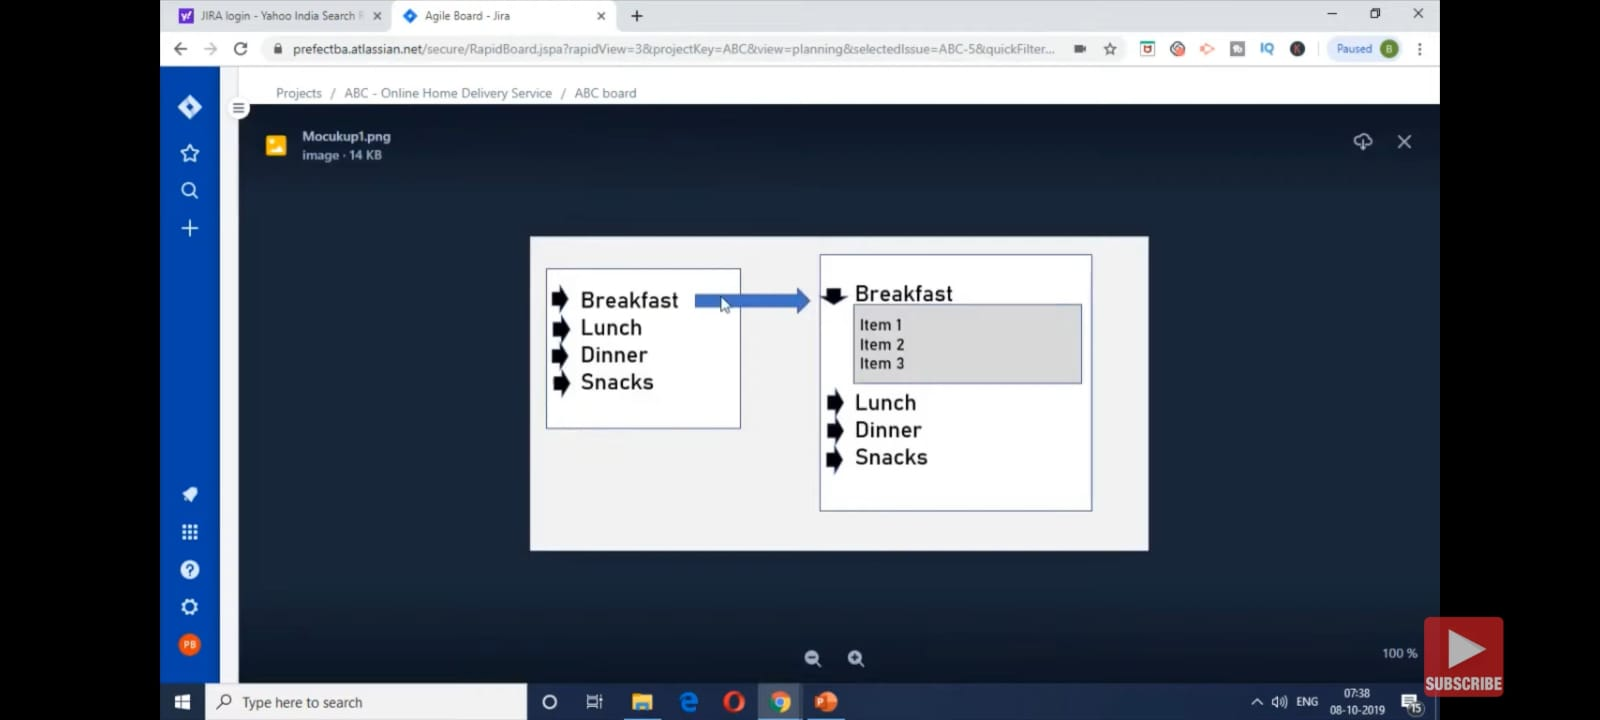 JIRA login - Yahoo India Search R
Agile Board - Jira
prefectba.atlassian.net/secure/RapidBoard.jspa?rapidView=3&projectKey=ABC&view=planning&selectedIssue=ABC-5&quickFilter...
IQ
Paused
B
Projects / ABC - Online Home Delivery Service / ABC board
Mocukup1.png
image · 14 KB
Breakfast
Lunch
Dinner
Snacks
Breakfast
Item 1
Item 2
Item 3
Lunch
Dinner
Snacks
PB
100 %
SUBSCRIBE
Type here to search
ENG
07:38
08-10-2019
15